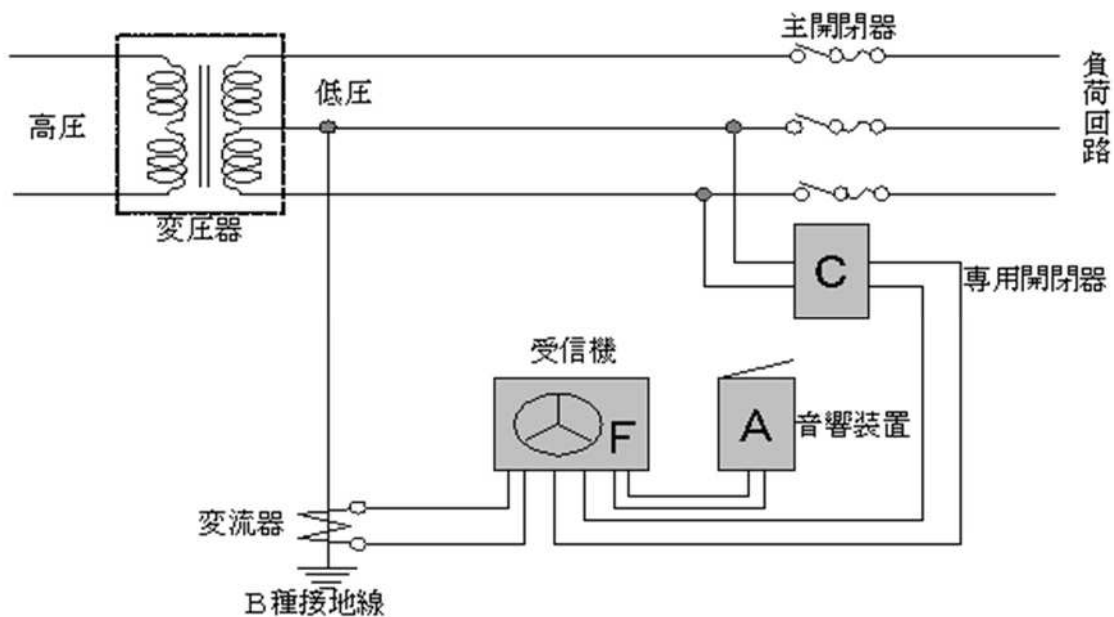 主開閉器
負荷回路
低圧
高圧
変圧器
C
専用開閉器
受信機
F
A
音響装置
変流器
B種接地線